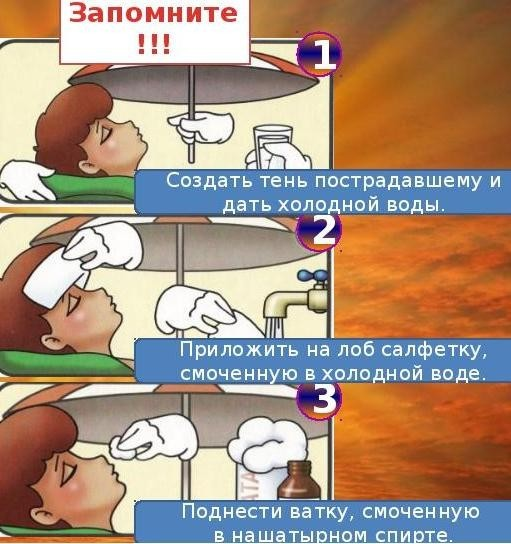 Запомните
!!!
1
Создать тень пострадавшему и
дать холодной воды.
2
Приложить на лоб салфетку,
смоченную в холодной воде.
3
АТА
Поднести ватку, смоченную
в нашатырном спирте.